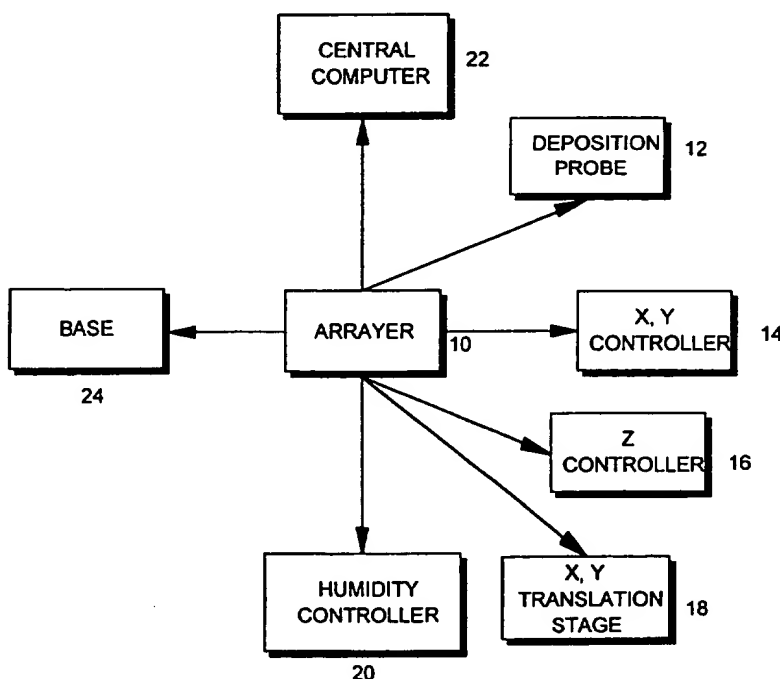 CENTRAL
COMPUTER
22
DEPOSITION
PROBE
12
BASE
24
ARRAYER
10
X, Y
CONTROLLER
14
Z
CONTROLLER
16
HUMIDITY
CONTROLLER
20
X, Y
TRANSLATION
STAGE
18